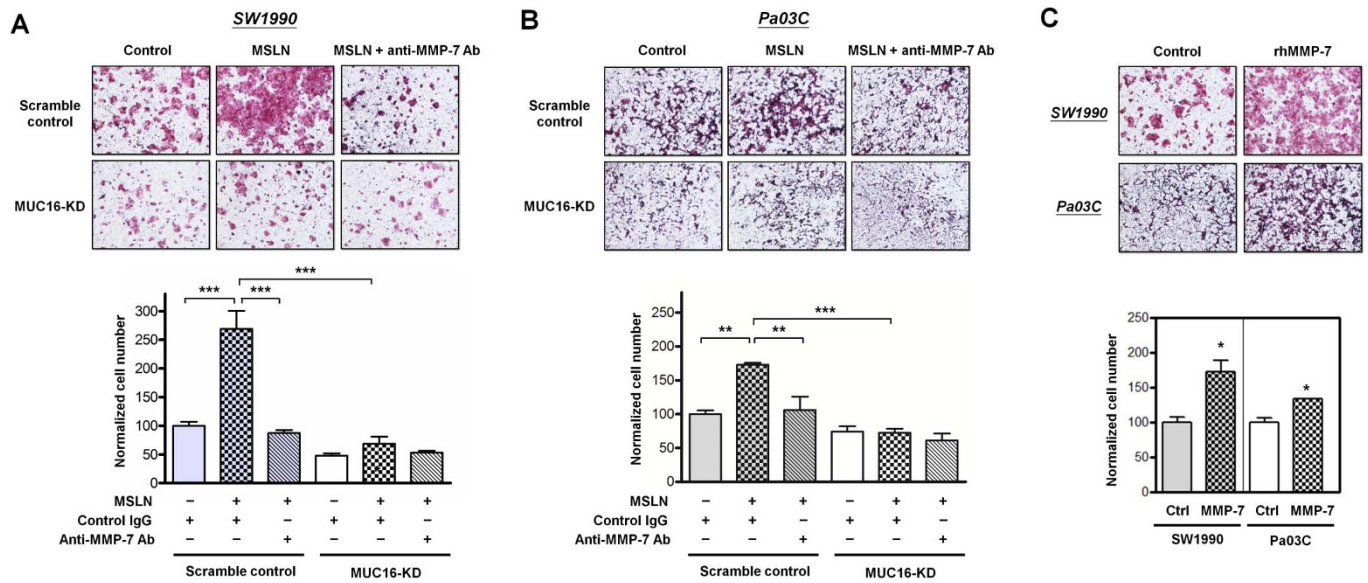 A
SW1990
Control MSLN MSLN + anti-MMP-7 Ab
Scramble control
MUC16-KD
*** *** ***
Normalized cell number
300
250
200
150
100
50
0
MSLN – + + – + +
Control IgG + + – + + –
Anti-MMP-7 Ab – – + – – +
Scramble control MUC16-KD
B
Pa03C
Control MSLN MSLN + anti-MMP-7 Ab
Scramble control
MUC16-KD
** ** ***
Normalized cell number
250
200
150
100
50
0
MSLN – + + – + +
Control IgG + + – + + –
Anti-MMP-7 Ab – – + – – +
Scramble control MUC16-KD
C
Control rhMMP-7
SW1990
Pa03C
Normalized cell number
250
200
150
100
50
0
* *
Ctrl MMP-7 Ctrl MMP-7
SW1990 Pa03C